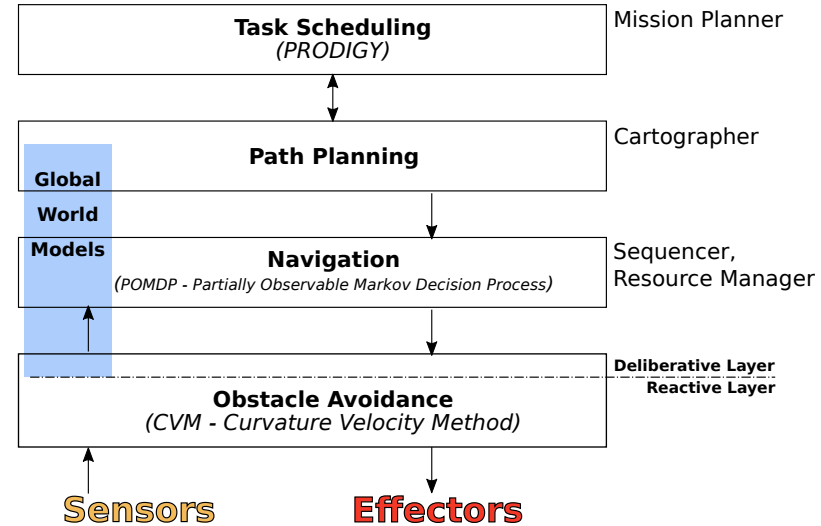 Task Scheduling
(PRODIGY)
Mission Planner
Path Planning
Cartographer
Global
World
Models
Navigation
(POMDP - Partially Observable Markov Decision Process)
Sequencer,
Resource Manager
Deliberative Layer
Reactive Layer
Obstacle Avoidance
(CVM - Curvature Velocity Method)
Sensors
Effectors